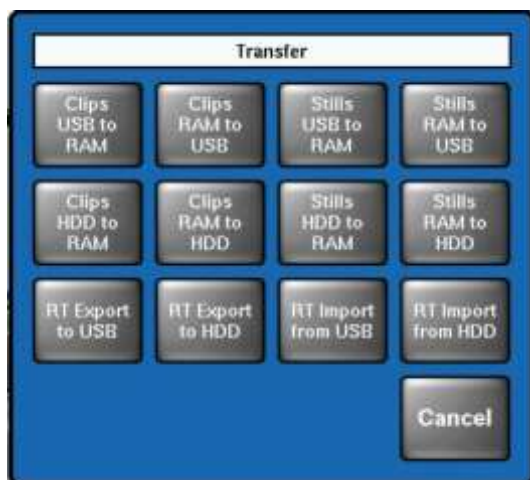 Transfer
Clips
USB to
RAM
Clips
RAM to
USB
Stills
USB to
RAM
Stills
RAM to
USB
Clips
HDD to
RAM
Clips
RAM to
HDD
Stills
HDD to
RAM
Stills
RAM to
HDD
RT Export
to USB
RT Export
to HDD
RT Import
from USB
RT Import
from HDD
Cancel